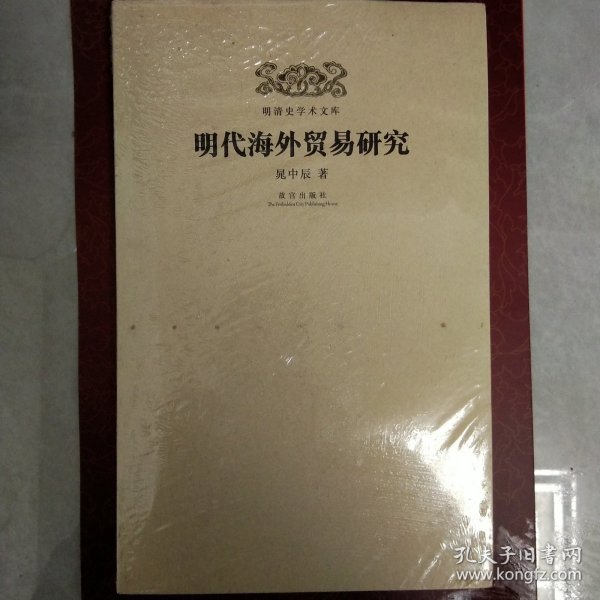 明清史学术文库
明代海外贸易研究
晁中辰 著
故宫出版社
The Forbidden City Publishing House
孔夫子旧书网
www.kongfz.com